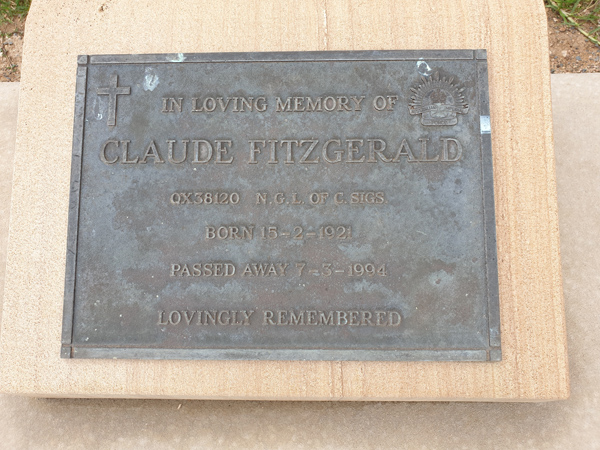 IN LOVING MEMORY OF
CLAUDE FITZGERALD
QX38120 N.G.L. OF C. SIGS
BORN 15-2-1921
PASSED AWAY 7-3-1994
LOVINGLY REMEMBERED